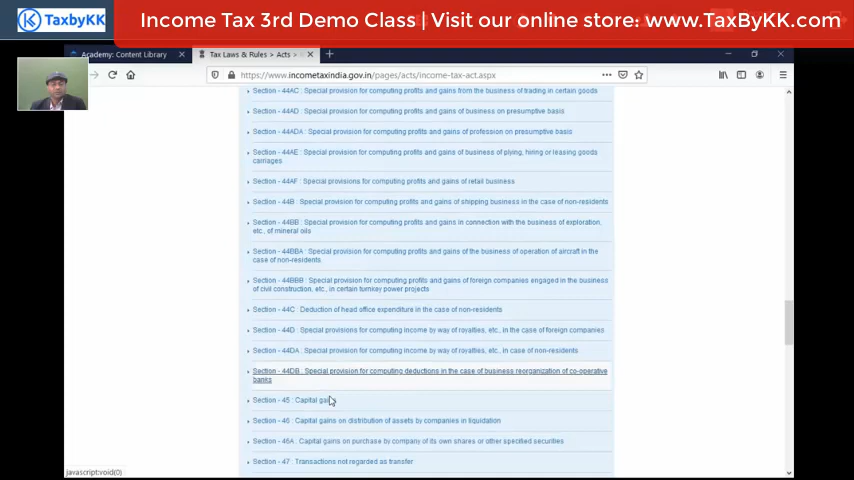 TaxbyKK
Income Tax 3rd Demo Class | Visit our online store: www.TaxByKK.com
Academy: Content Library
Tax Laws & Rules > Acts >
https://www.incometaxindia.gov.in/pages/acts/income-tax-act.aspx
Section - 44AC : Special provision for computing profits and gains from the business of trading in certain goods
Section - 44AD : Special provision for computing profits and gains of business on presumptive basis
Section - 44ADA : Special provision for computing profits and gains of profession on presumptive basis
Section - 44AE : Special provision for computing profits and gains of business of plying, hiring or leasing goods
carriages
Section - 44AF : Special provisions for computing profits and gains of retail business
Section - 44B : Special provision for computing profits and gains of shipping business in the case of non-residents
Section - 44BB : Special provision for computing profits and gains in connection with the business of exploration,
etc., of mineral oils
Section - 44BBA : Special provision for computing profits and gains of the business of operation of aircraft in the
case of non-residents
Section - 44BBB : Special provision for computing profits and gains of foreign companies engaged in the business
of civil construction, etc., in certain turnkey power projects
Section - 44C : Deduction of head office expenditure in the case of non-residents
Section - 44D : Special provisions for computing income by way of royalties, etc., in the case of foreign companies
Section - 44DA : Special provision for computing income by way of royalties, etc., in case of non-residents
Section - 44DB : Special provision for computing deductions in the case of business reorganization of co-operative
banks
Section - 45 : Capital gains
Section - 46 : Capital gains on distribution of assets by companies in liquidation
Section - 46A : Capital gains on purchase by company of its own shares or other specified securities
Section - 47 : Transactions not regarded as transfer
javascript:void(0)